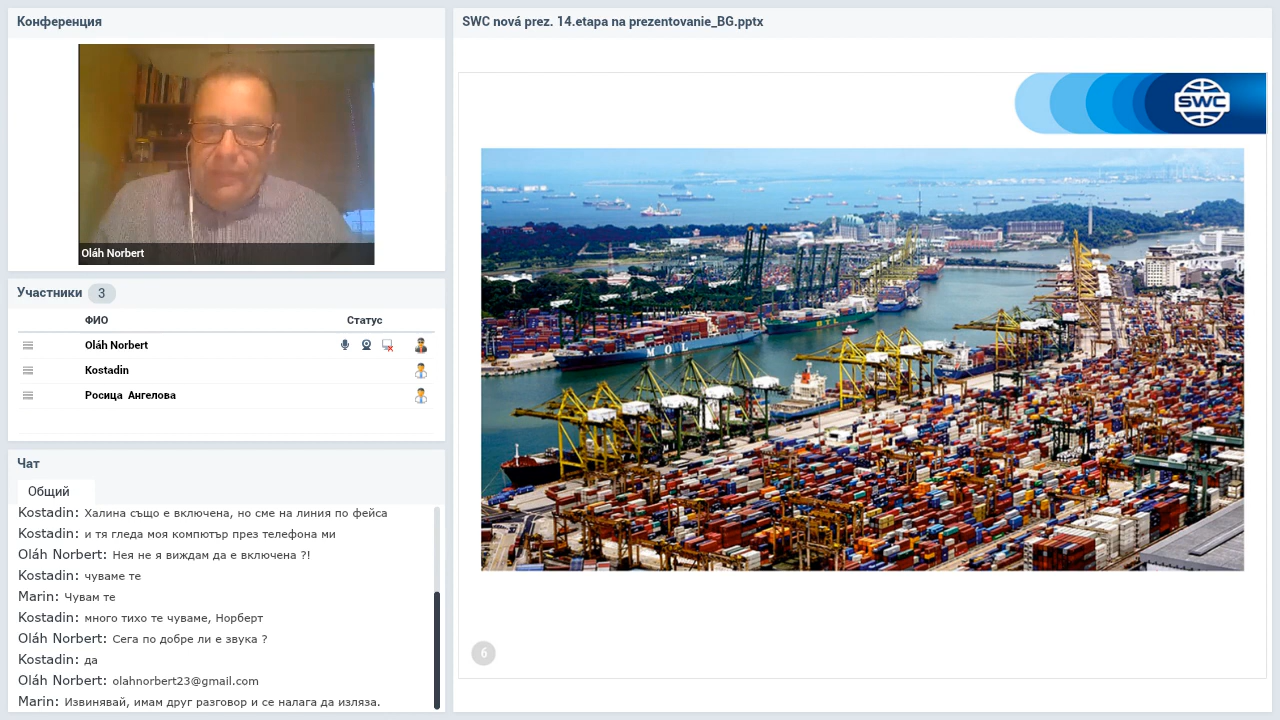 Конференция
Oláh Norbert
Участники 3
ФИО Статус
Oláh Norbert
Kostadin
Росица Ангелова
Чат
Общий
Kostadin: Халина също е включена, но сме на линия по фейса
Kostadin: и тя гледа моя компютър през телефона ми
Oláh Norbert: Нея не я виждам да е включена ?!
Kostadin: чуваме те
Marin: Чувам те
Kostadin: много тихо те чуваме, Норберт
Oláh Norbert: Сега по добре ли е звука ?
Kostadin: да
Oláh Norbert: olahnorbert23@gmail.com
Marin: Извинявай, имам друг разговор и се налага да изляза.
SWC nová prez. 14.etapa na prezentovanie_BG.pptx
SWC
MOL
6